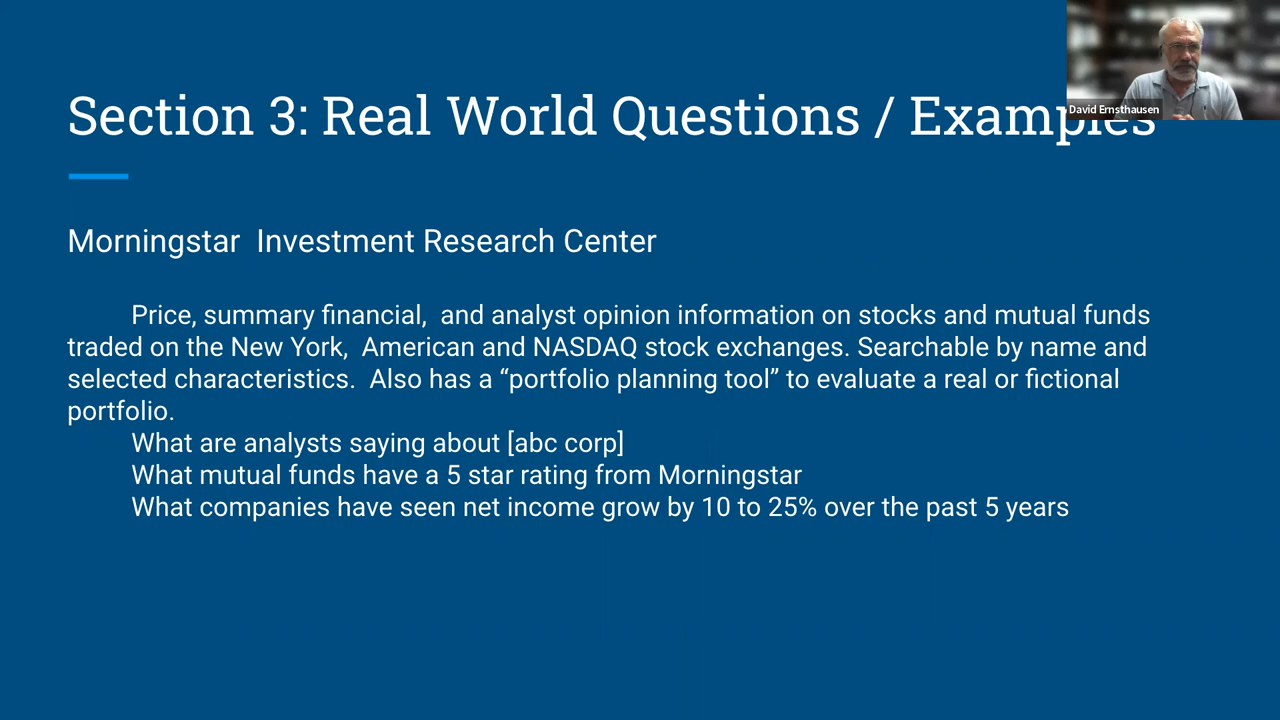 Section 3: Real World Questions / Examples
David Ernsthausen
Morningstar  Investment Research Center
Price, summary financial,  and analyst opinion information on stocks and mutual funds
traded on the New York,  American and NASDAQ stock exchanges. Searchable by name and
selected characteristics.  Also has a “portfolio planning tool” to evaluate a real or fictional
portfolio.
What are analysts saying about [abc corp]
What mutual funds have a 5 star rating from Morningstar
What companies have seen net income grow by 10 to 25% over the past 5 years